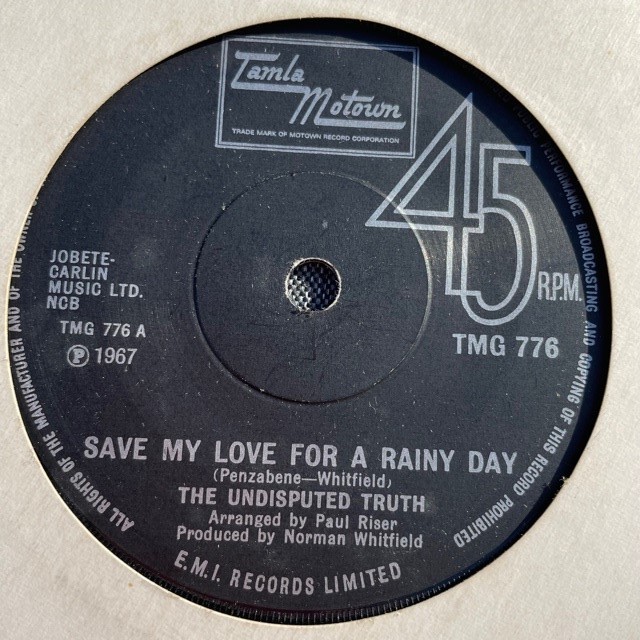 Tamla
Motown
TRADE MARK OF MOTOWN RECORD CORPORATION
45
R.P.M.
JOBETE-
CARLIN
MUSIC LTD.
NCB
TMG 776 A
Ⓟ 1967
TMG 776
SAVE MY LOVE FOR A RAINY DAY
(Penzabene—Whitfield)
THE UNDISPUTED TRUTH
Arranged by Paul Riser
Produced by Norman Whitfield
E.M.I. RECORDS LIMITED
ALL RIGHTS OF THE MANUFACTURER AND OF THE
PERFORMANCE BROADCASTING AND COPYING OF THIS RECORD PROHIBITED